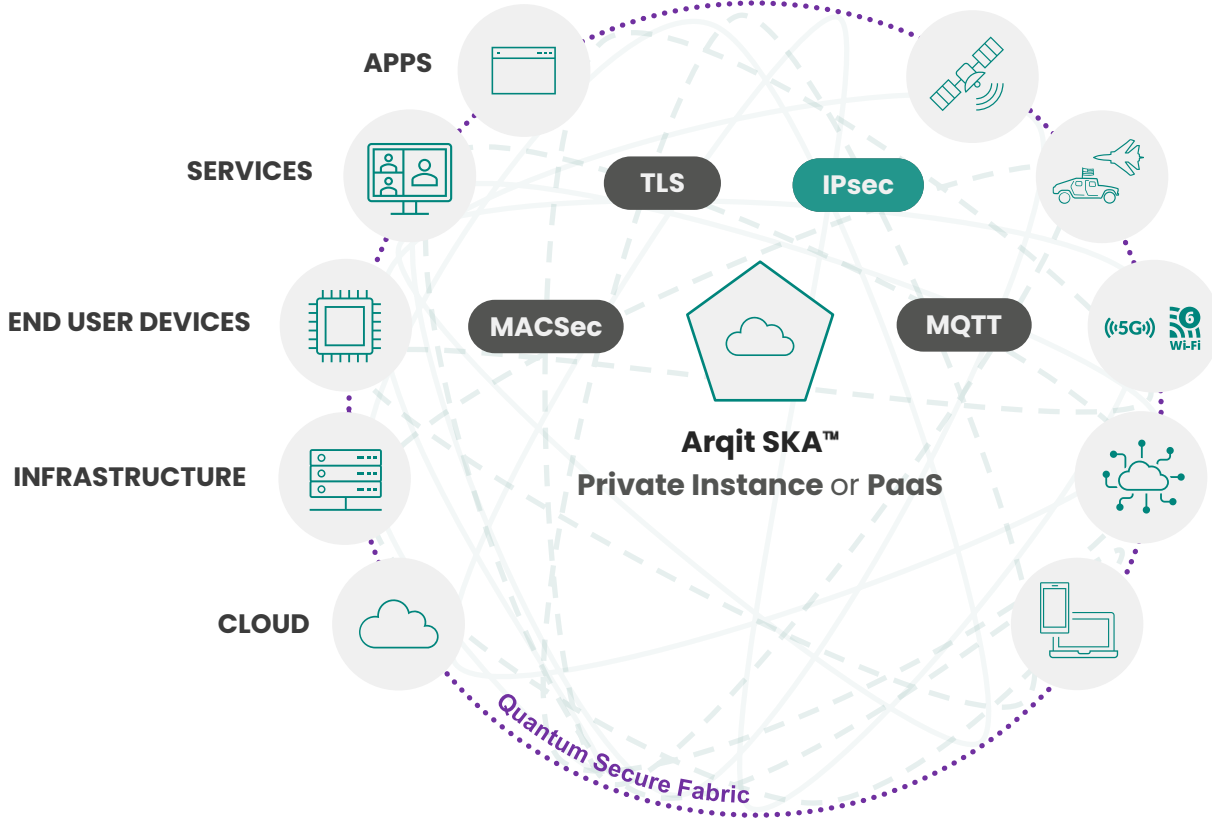 APPS
SERVICES
TLS
IPsec
END USER DEVICES
MACSec
MQTT
((5G))
6
Wi-Fi
Arqit SKA™
Private Instance or PaaS
INFRASTRUCTURE
CLOUD
Quantum Secure Fabric